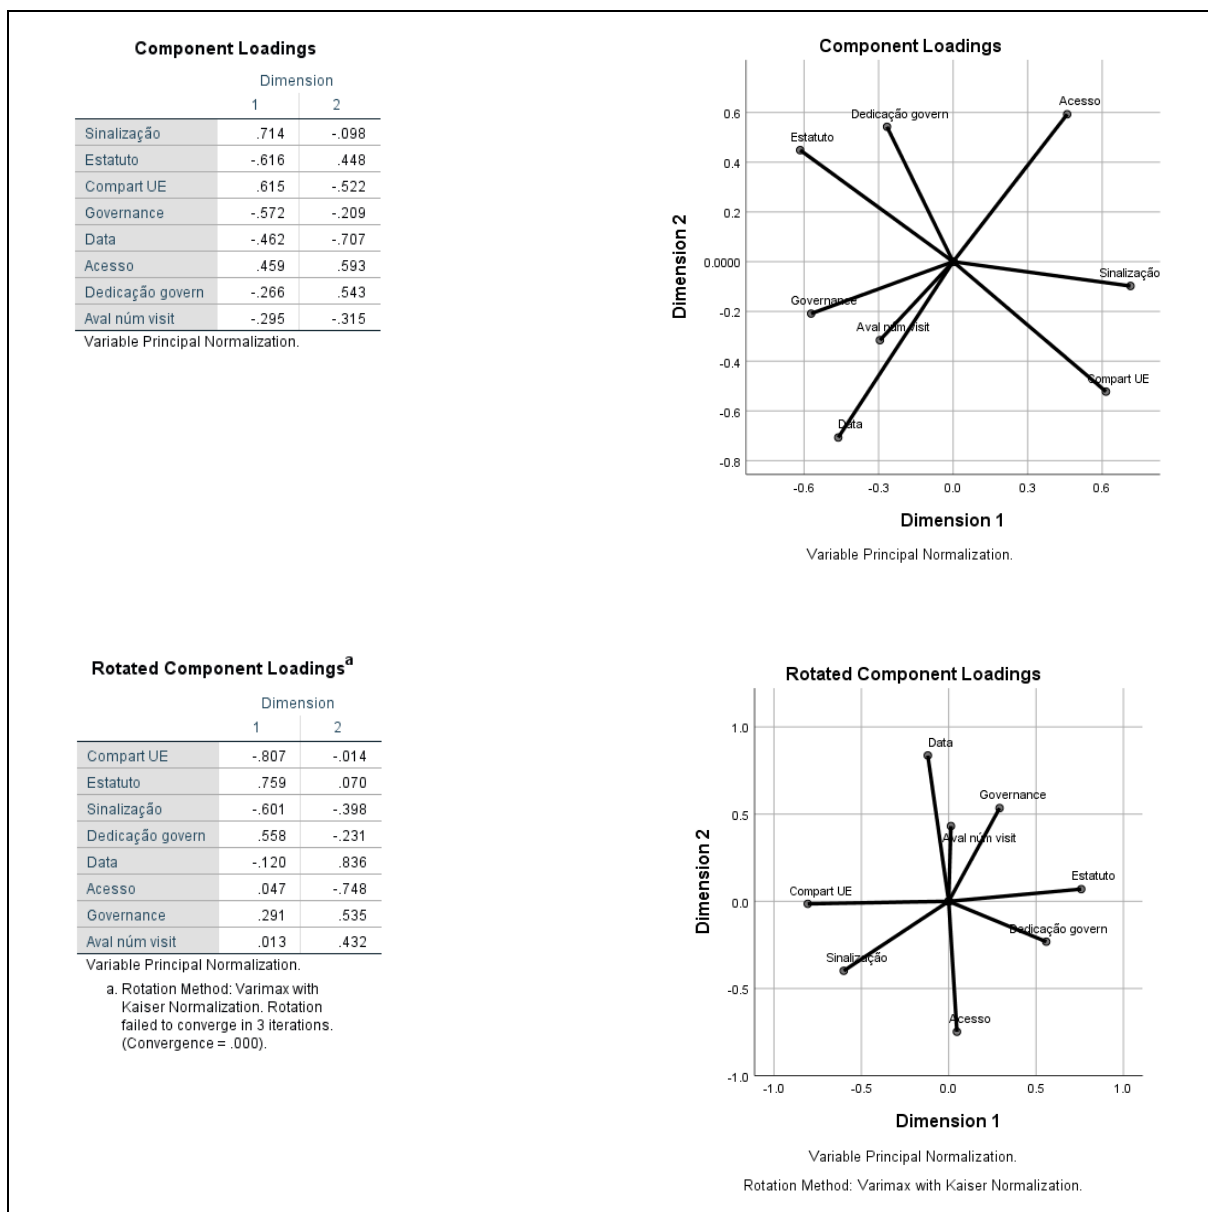 Component Loadings
Dimension
1 2
Sinalização .714 -.098
Estatuto -.616 .448
Compart UE .615 -.522
Governance -.572 -.209
Data -.462 -.707
Acesso .459 .593
Dedicação govern -.266 .543
Aval núm visit -.295 -.315
Variable Principal Normalization.
Component Loadings
Dimension 2
0.6
0.4
0.2
0.0000
-0.2
-0.4
-0.6
-0.8
Acesso
Dedicação govern
Estatuto
Sinalização
Governance
Aval núm visit
Compart UE
Data
-0.6 -0.3 0.0 0.3 0.6
Dimension 1
Variable Principal Normalization.
Rotated Component Loadingsa
Dimension
1 2
Compart UE -.807 -.014
Estatuto .759 .070
Sinalização -.601 -.398
Dedicação govern .558 -.231
Data -.120 .836
Acesso .047 -.748
Governance .291 .535
Aval núm visit .013 .432
Variable Principal Normalization.
a. Rotation Method: Varimax with
Kaiser Normalization. Rotation
failed to converge in 3 iterations.
(Convergence = .000).
Rotated Component Loadings
Dimension 2
1.0
0.5
0.0
-0.5
-1.0
Data
Governance
Aval núm visit
Estatuto
Compart UE
Dedicação govern
Sinalização
Acesso
-1.0 -0.5 0.0 0.5 1.0
Dimension 1
Variable Principal Normalization.
Rotation Method: Varimax with Kaiser Normalization.